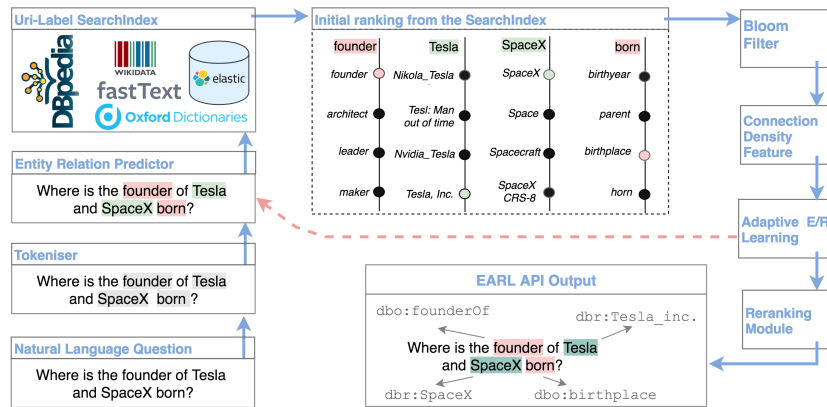 Uri-Label SearchIndex
DBpedia
WIKIDATA
fastText
elastic
Oxford Dictionaries
Entity Relation Predictor
Where is the founder of Tesla
and SpaceX born?
Tokeniser
Where is the founder of Tesla
and SpaceX born ?
Natural Language Question
Where is the founder of Tesla
and SpaceX born?
Initial ranking from the SearchIndex
founder
founder
architect
leader
maker
Tesla
Nikola_Tesla
Tesl: Man
out of time
Nvidia_Tesla
Tesla, Inc.
SpaceX
SpaceX
Space
Spacecraft
SpaceX
CRS-8
born
birthyear
parent
birthplace
horn
Bloom
Filter
Connection
Density
Feature
Adaptive E/R
Learning
Reranking
Module
EARL API Output
dbo:founderOf
dbr:Tesla_inc.
Where is the founder of Tesla
and SpaceX born?
dbr:SpaceX
dbo:birthplace